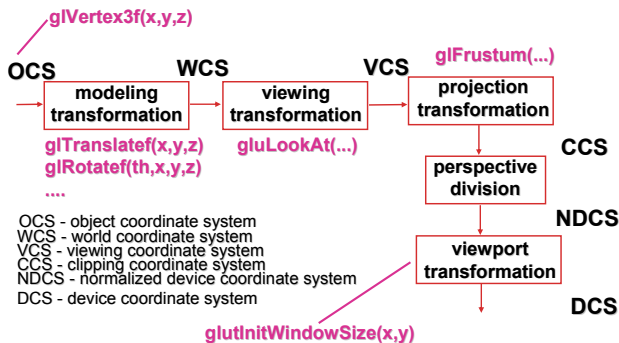 glVertex3f(x,y,z)
OCS
WCS
VCS
glFrustum(...)
modeling
transformation
viewing
transformation
projection
transformation
glTranslatef(x,y,z)
glRotatef(th,x,y,z)
....
gluLookAt(...)
CCS
perspective
division
NDCS
viewport
transformation
DCS
OCS - object coordinate system
WCS - world coordinate system
VCS - viewing coordinate system
CCS - clipping coordinate system
NDCS - normalized device coordinate system
DCS - device coordinate system
glutInitWindowSize(x,y)